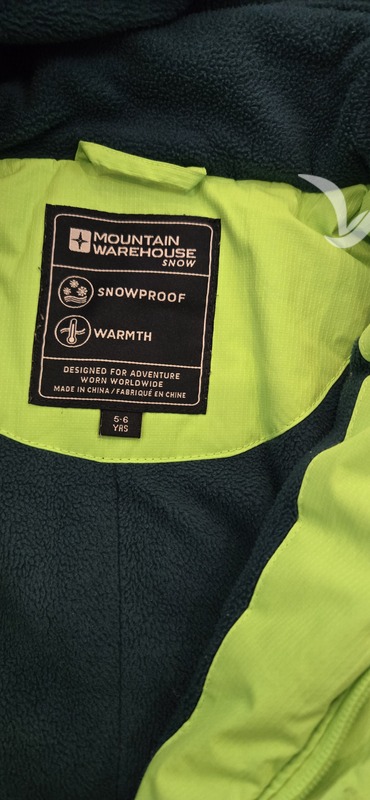 MOUNTAIN
WAREHOUSE
SNOW
SNOWPROOF
WARMTH
DESIGNED FOR ADVENTURE
WORN WORLDWIDE
MADE IN CHINA / FABRIQUÉ EN CHINE
5-6
YRS